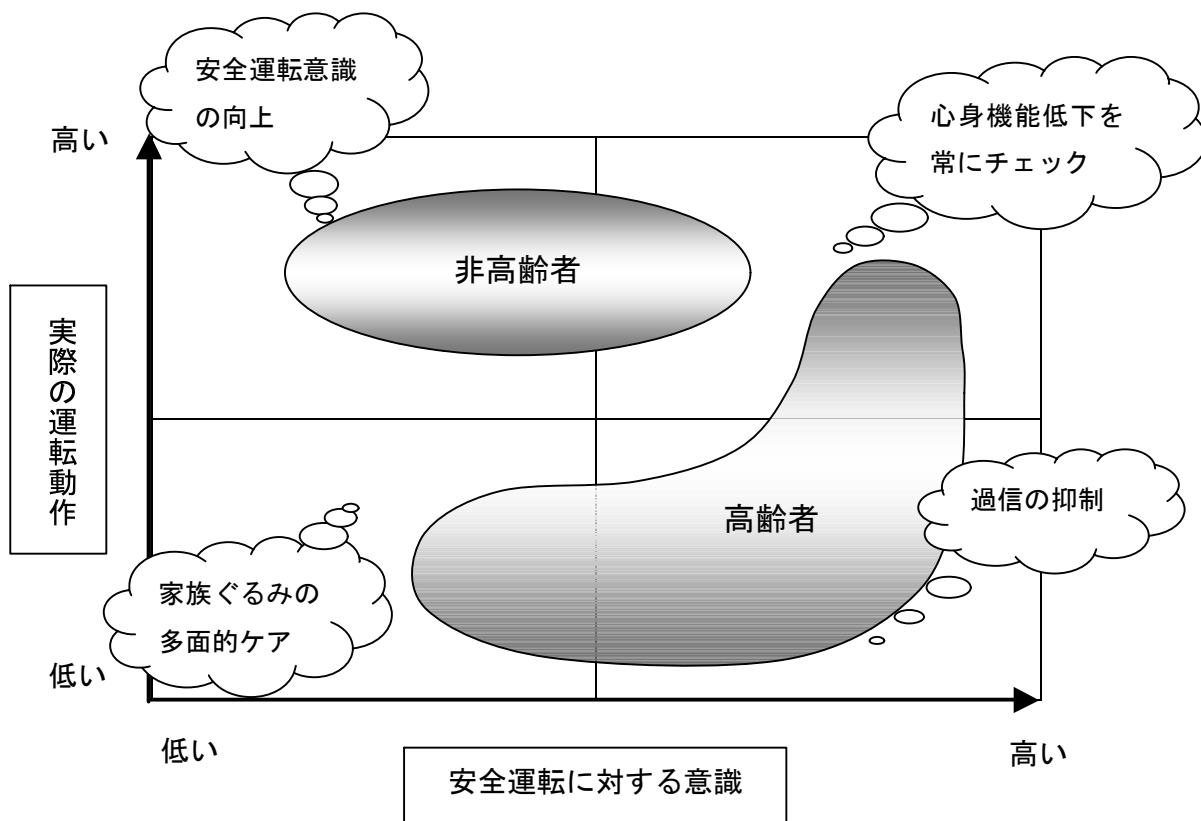 安全運転意識
の向上
心身機能低下を
常にチェック
高い
非高齢者
実際の運転動作
高齢者
過信の抑制
家族ぐるみの
多面的ケア
低い
低い
高い
安全運転に対する意識